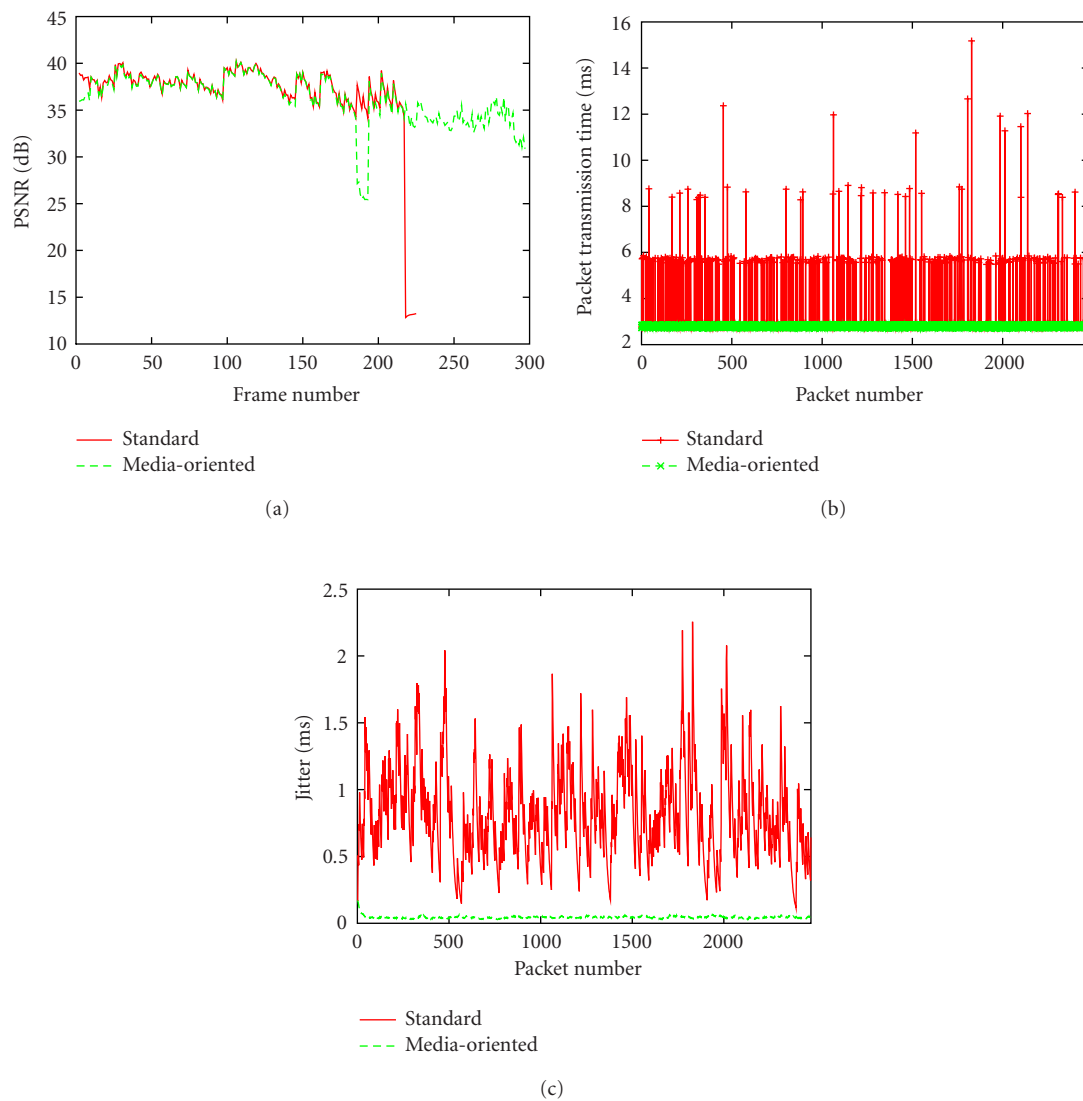 45
40
35
30
25
20
15
10
PSNR (dB)
0 50 100 150 200 250 300
Frame number
Standard
Media-oriented
(a)
16
14
12
10
8
6
4
2
Packet transmission time (ms)
0 500 1000 1500 2000
Packet number
Standard
Media-oriented
(b)
2.5
2
1.5
1
0.5
0
Jitter (ms)
0 500 1000 1500 2000
Packet number
Standard
Media-oriented
(c)